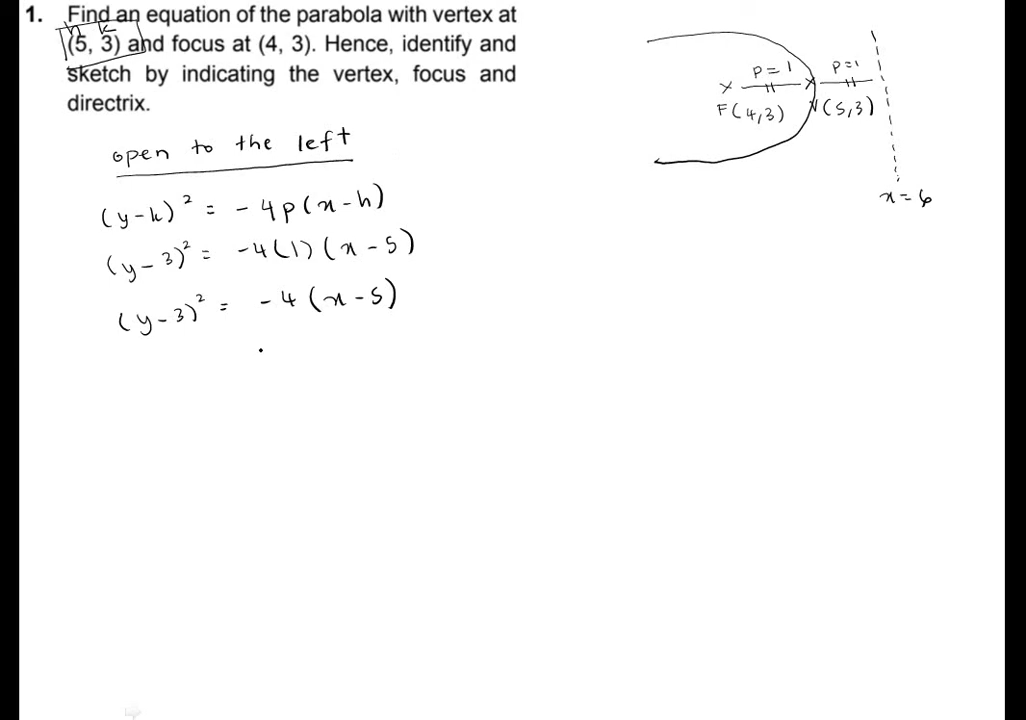 1. Find an equation of the parabola with vertex at
h k
(5, 3) and focus at (4, 3). Hence, identify and
sketch by indicating the vertex, focus and
directrix.
open to the left
(y-k)² = -4p(x-h)
(y-3)² = -4(1)(x-5)
(y-3)² = -4(x-5)
p=1 p=1
F(4,3) V(5,3)
x=6